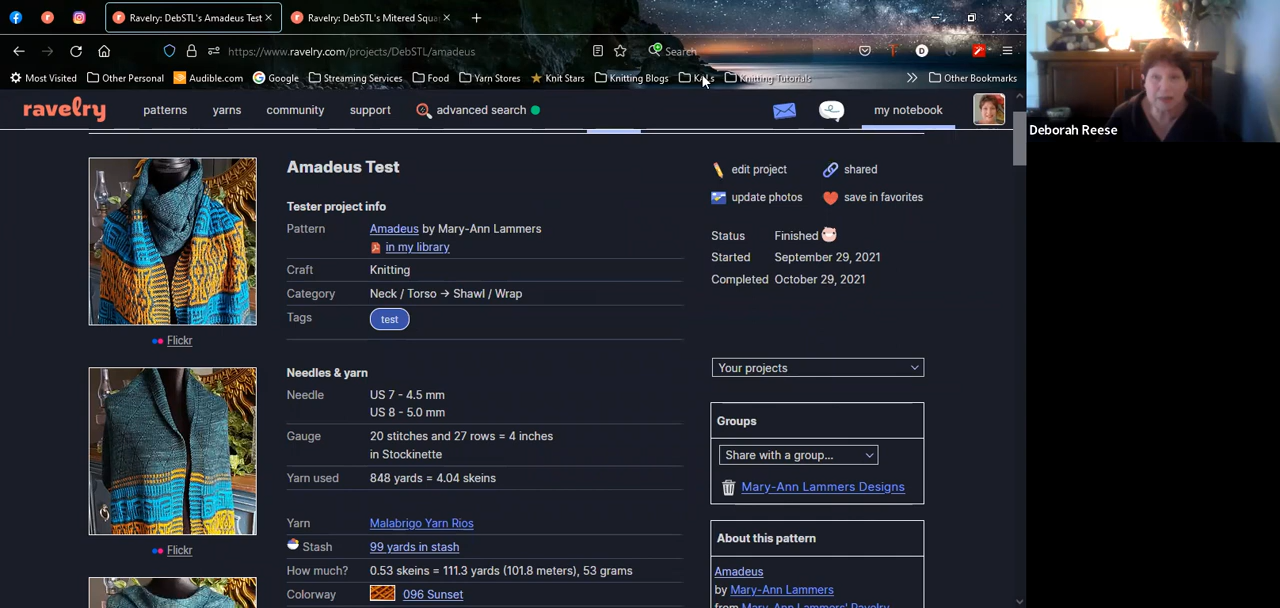 Ravelry: DebSTL's Amadeus Test
Ravelry: DebSTL's Mitered Squa
https://www.ravelry.com/projects/DebSTL/amadeus
Search
Most Visited
Other Personal
Audible.com
Google
Streaming Services
Food
Yarn Stores
Knit Stars
Knitting Blogs
Knitting Tutorials
Other Bookmarks
ravelry
patterns
yarns
community
support
advanced search
my notebook
Deborah Reese
Amadeus Test
Tester project info
Pattern Amadeus by Mary-Ann Lammers
in my library
Craft Knitting
Category Neck / Torso → Shawl / Wrap
Tags test
Flickr
Needles & yarn
Needle US 7 - 4.5 mm
US 8 - 5.0 mm
Gauge 20 stitches and 27 rows = 4 inches
in Stockinette
Yarn used 848 yards = 4.04 skeins
Yarn Malabrigo Yarn Rios
Stash 99 yards in stash
How much? 0.53 skeins = 111.3 yards (101.8 meters), 53 grams
Colorway 096 Sunset
Flickr
edit project
shared
update photos
save in favorites
Status Finished
Started September 29, 2021
Completed October 29, 2021
Your projects
Groups
Share with a group...
Mary-Ann Lammers Designs
About this pattern
Amadeus
by Mary-Ann Lammers
from Mary-Ann Lammers' Ravelry